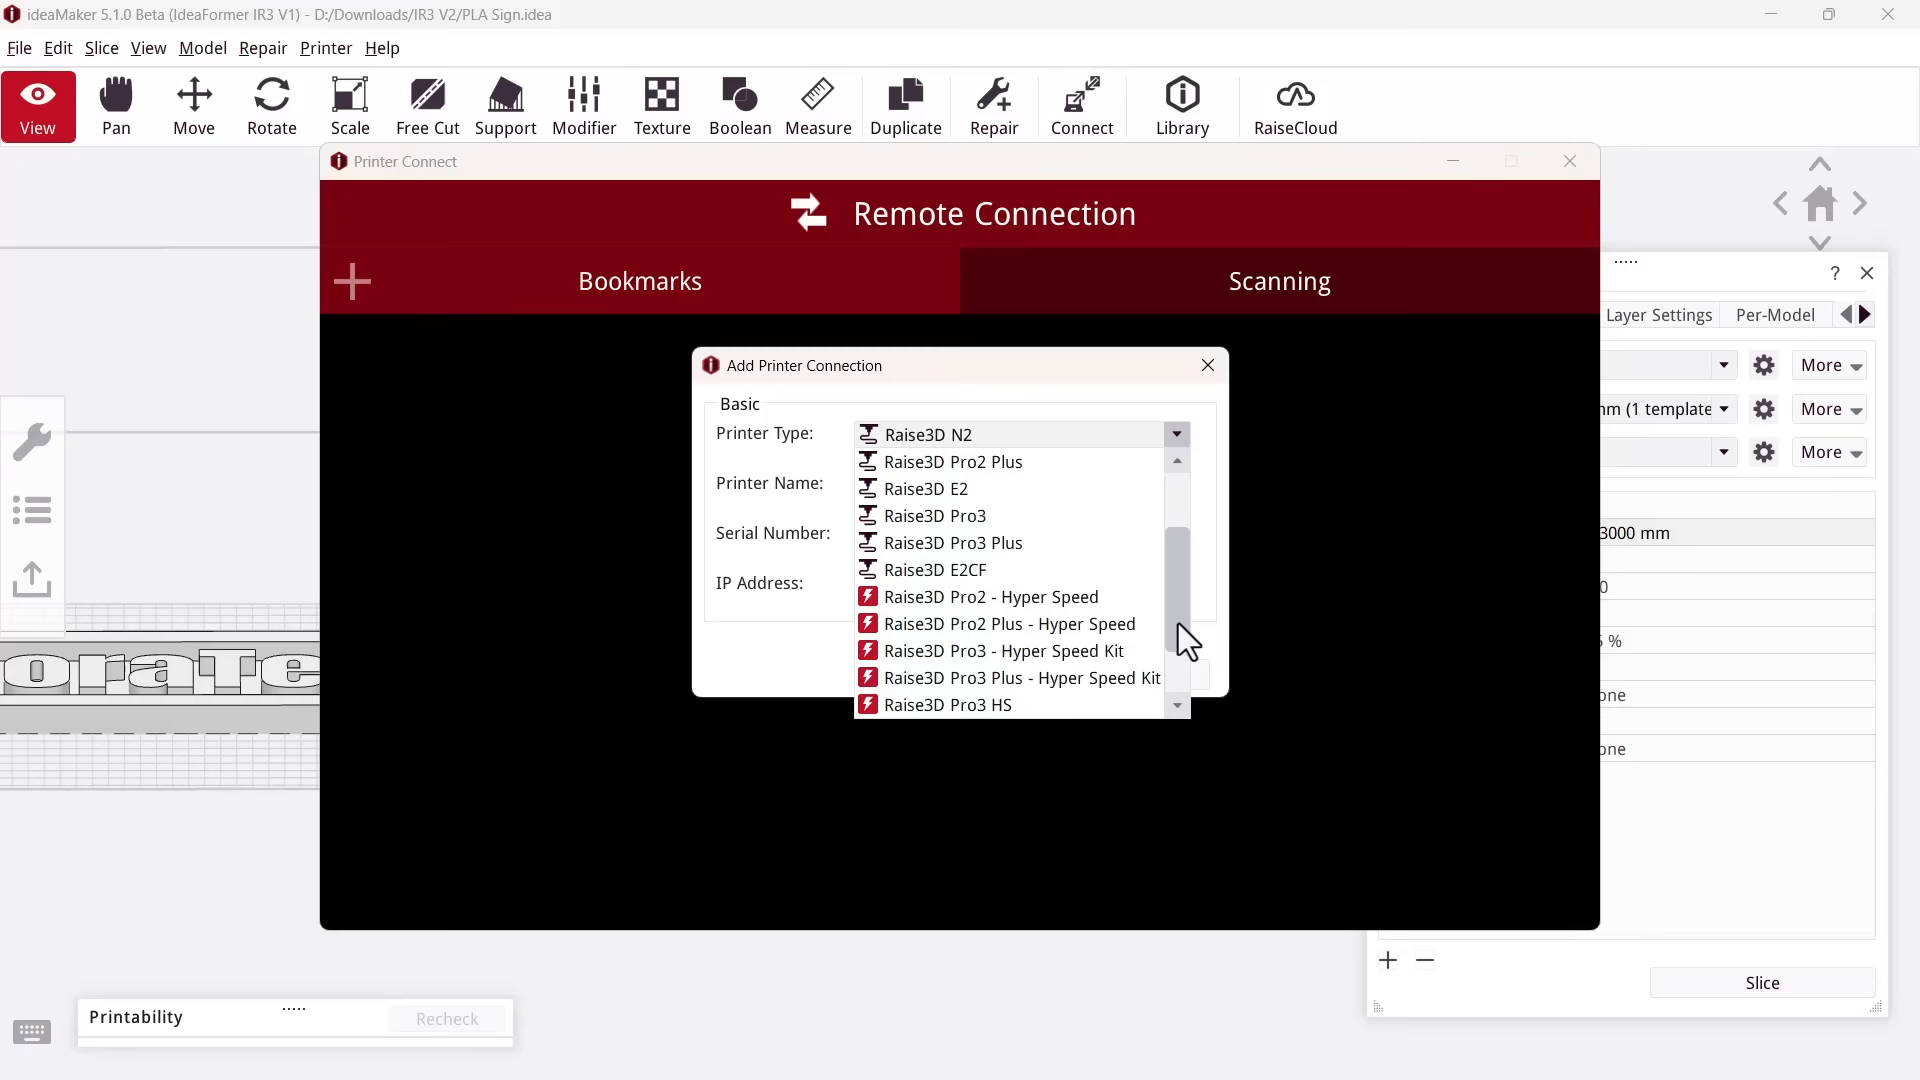 ideaMaker 5.1.0 Beta (IdeaFormer IR3 V1) - D:/Downloads/IR3 V2/PLA Sign.idea
File Edit Slice View Model Repair Printer Help
View Pan Move Rotate Scale Free Cut Support Modifier Texture Boolean Measure Duplicate Repair Connect Library RaiseCloud
Printer Connect
Remote Connection
Bookmarks Scanning
Add Printer Connection
Basic
Printer Type: Raise3D N2
Raise3D Pro2 Plus
Printer Name: Raise3D E2
Raise3D Pro3
Serial Number: Raise3D Pro3 Plus
Raise3D E2CF
IP Address: Raise3D Pro2 - Hyper Speed
Raise3D Pro2 Plus - Hyper Speed
Raise3D Pro3 - Hyper Speed Kit
Raise3D Pro3 Plus - Hyper Speed Kit
Raise3D Pro3 HS
?
Layer Settings Per-Model
More
mm (1 template More
More
3000 mm
0
%
one
one
oraTe
Slice
Printability Recheck